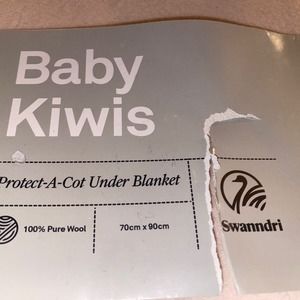 Baby
Kiwis
Protect-A-Cot Under Blanket
100% Pure Wool
70cm x 90cm
Swanndri